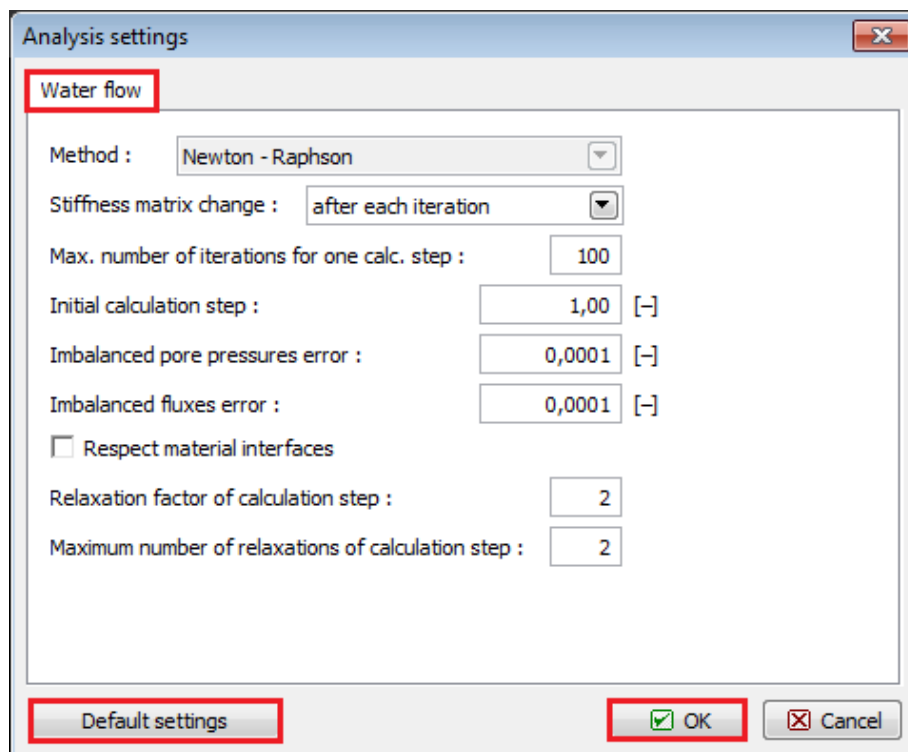 Analysis settings
Water flow
Method : Newton - Raphson
Stiffness matrix change : after each iteration
Max. number of iterations for one calc. step : 100
Initial calculation step : 1,00 [–]
Imbalanced pore pressures error : 0,0001 [–]
Imbalanced fluxes error : 0,0001 [–]
Respect material interfaces
Relaxation factor of calculation step : 2
Maximum number of relaxations of calculation step : 2
Default settings OK Cancel